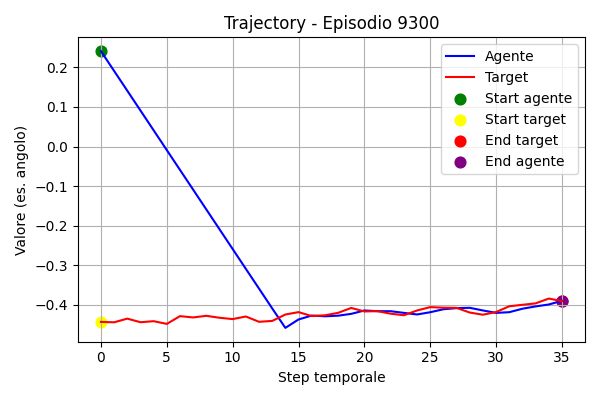 Trajectory - Episodio 9300
Valore (es. angolo)
0.2
0.1
0.0
−0.1
−0.2
−0.3
−0.4
Agente
Target
Start agente
Start target
End target
End agente
0 5 10 15 20 25 30 35
Step temporale